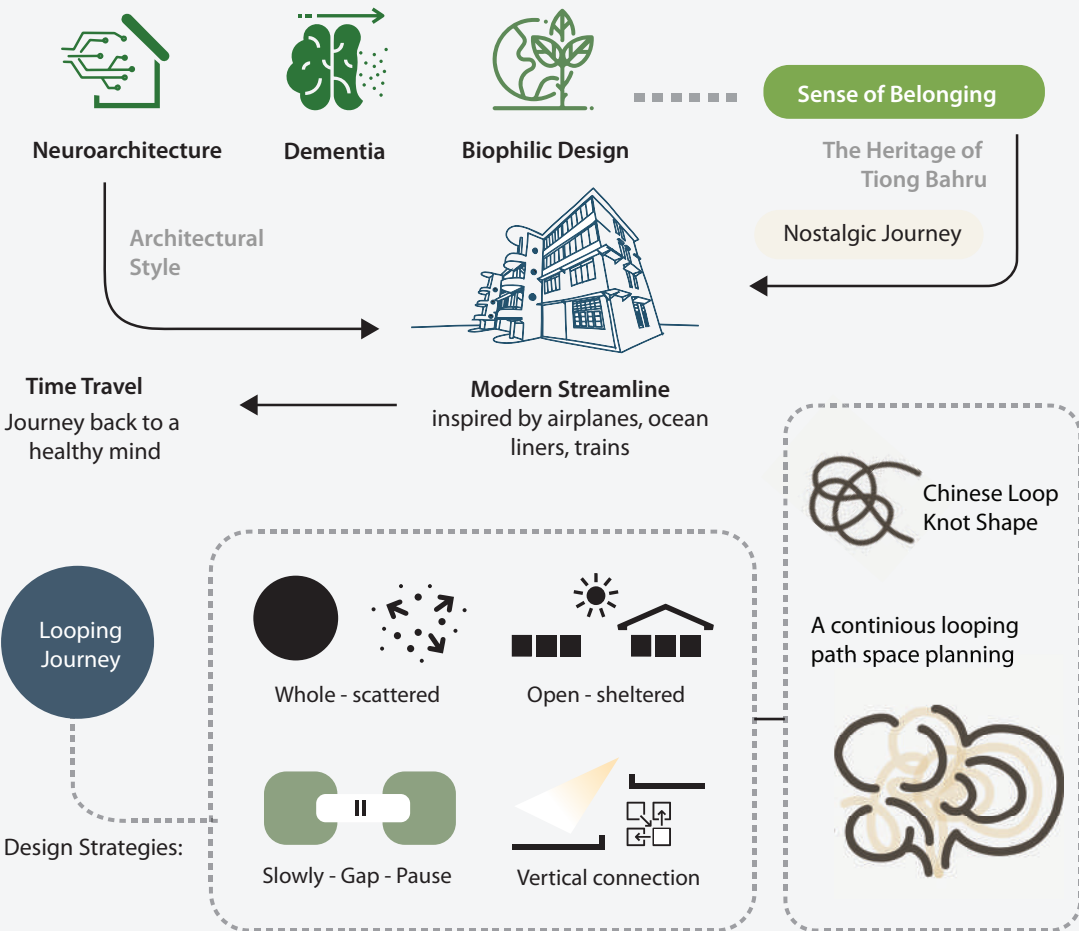 Neuroarchitecture
Dementia
Biophilic Design
Sense of Belonging
The Heritage of
Tiong Bahru
Nostalgic Journey
Architectural
Style
Time Travel
Journey back to a
healthy mind
Modern Streamline
inspired by airplanes, ocean
liners, trains
Chinese Loop
Knot Shape
Looping
Journey
Whole - scattered
Open - sheltered
A continious looping
path space planning
Design Strategies:
Slowly - Gap - Pause
Vertical connection